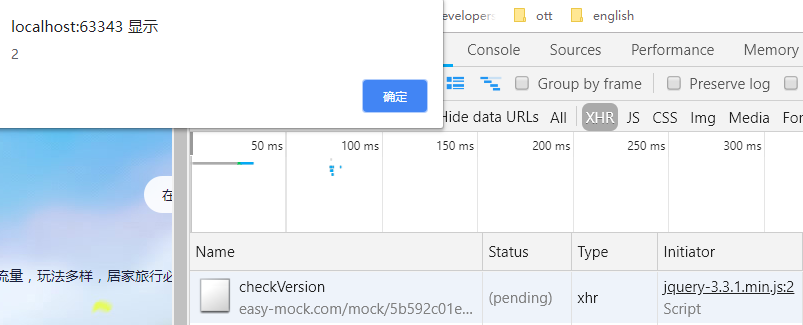 localhost:63343 显示
2
确定
developers
ott
english
Console Sources Performance Memory
Group by frame Preserve log
Hide data URLs All XHR JS CSS Img Media
50 ms 100 ms 150 ms 200 ms 250 ms 300 ms
在
流量，玩法多样，居家旅行必
Name Status Type Initiator
checkVersion (pending) xhr jquery-3.3.1.min.js:2
easy-mock.com/mock/5b592c01e... Script